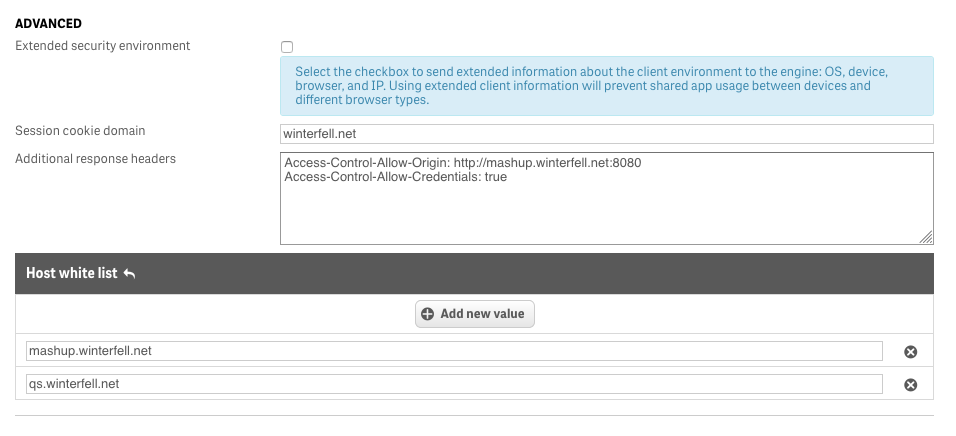 ADVANCED
Extended security environment
Select the checkbox to send extended information about the client environment to the engine: OS, device,
browser, and IP. Using extended client information will prevent shared app usage between devices and
different browser types.
Session cookie domain
winterfell.net
Additional response headers
Access-Control-Allow-Origin: http://mashup.winterfell.net:8080
Access-Control-Allow-Credentials: true
Host white list
Add new value
mashup.winterfell.net
qs.winterfell.net